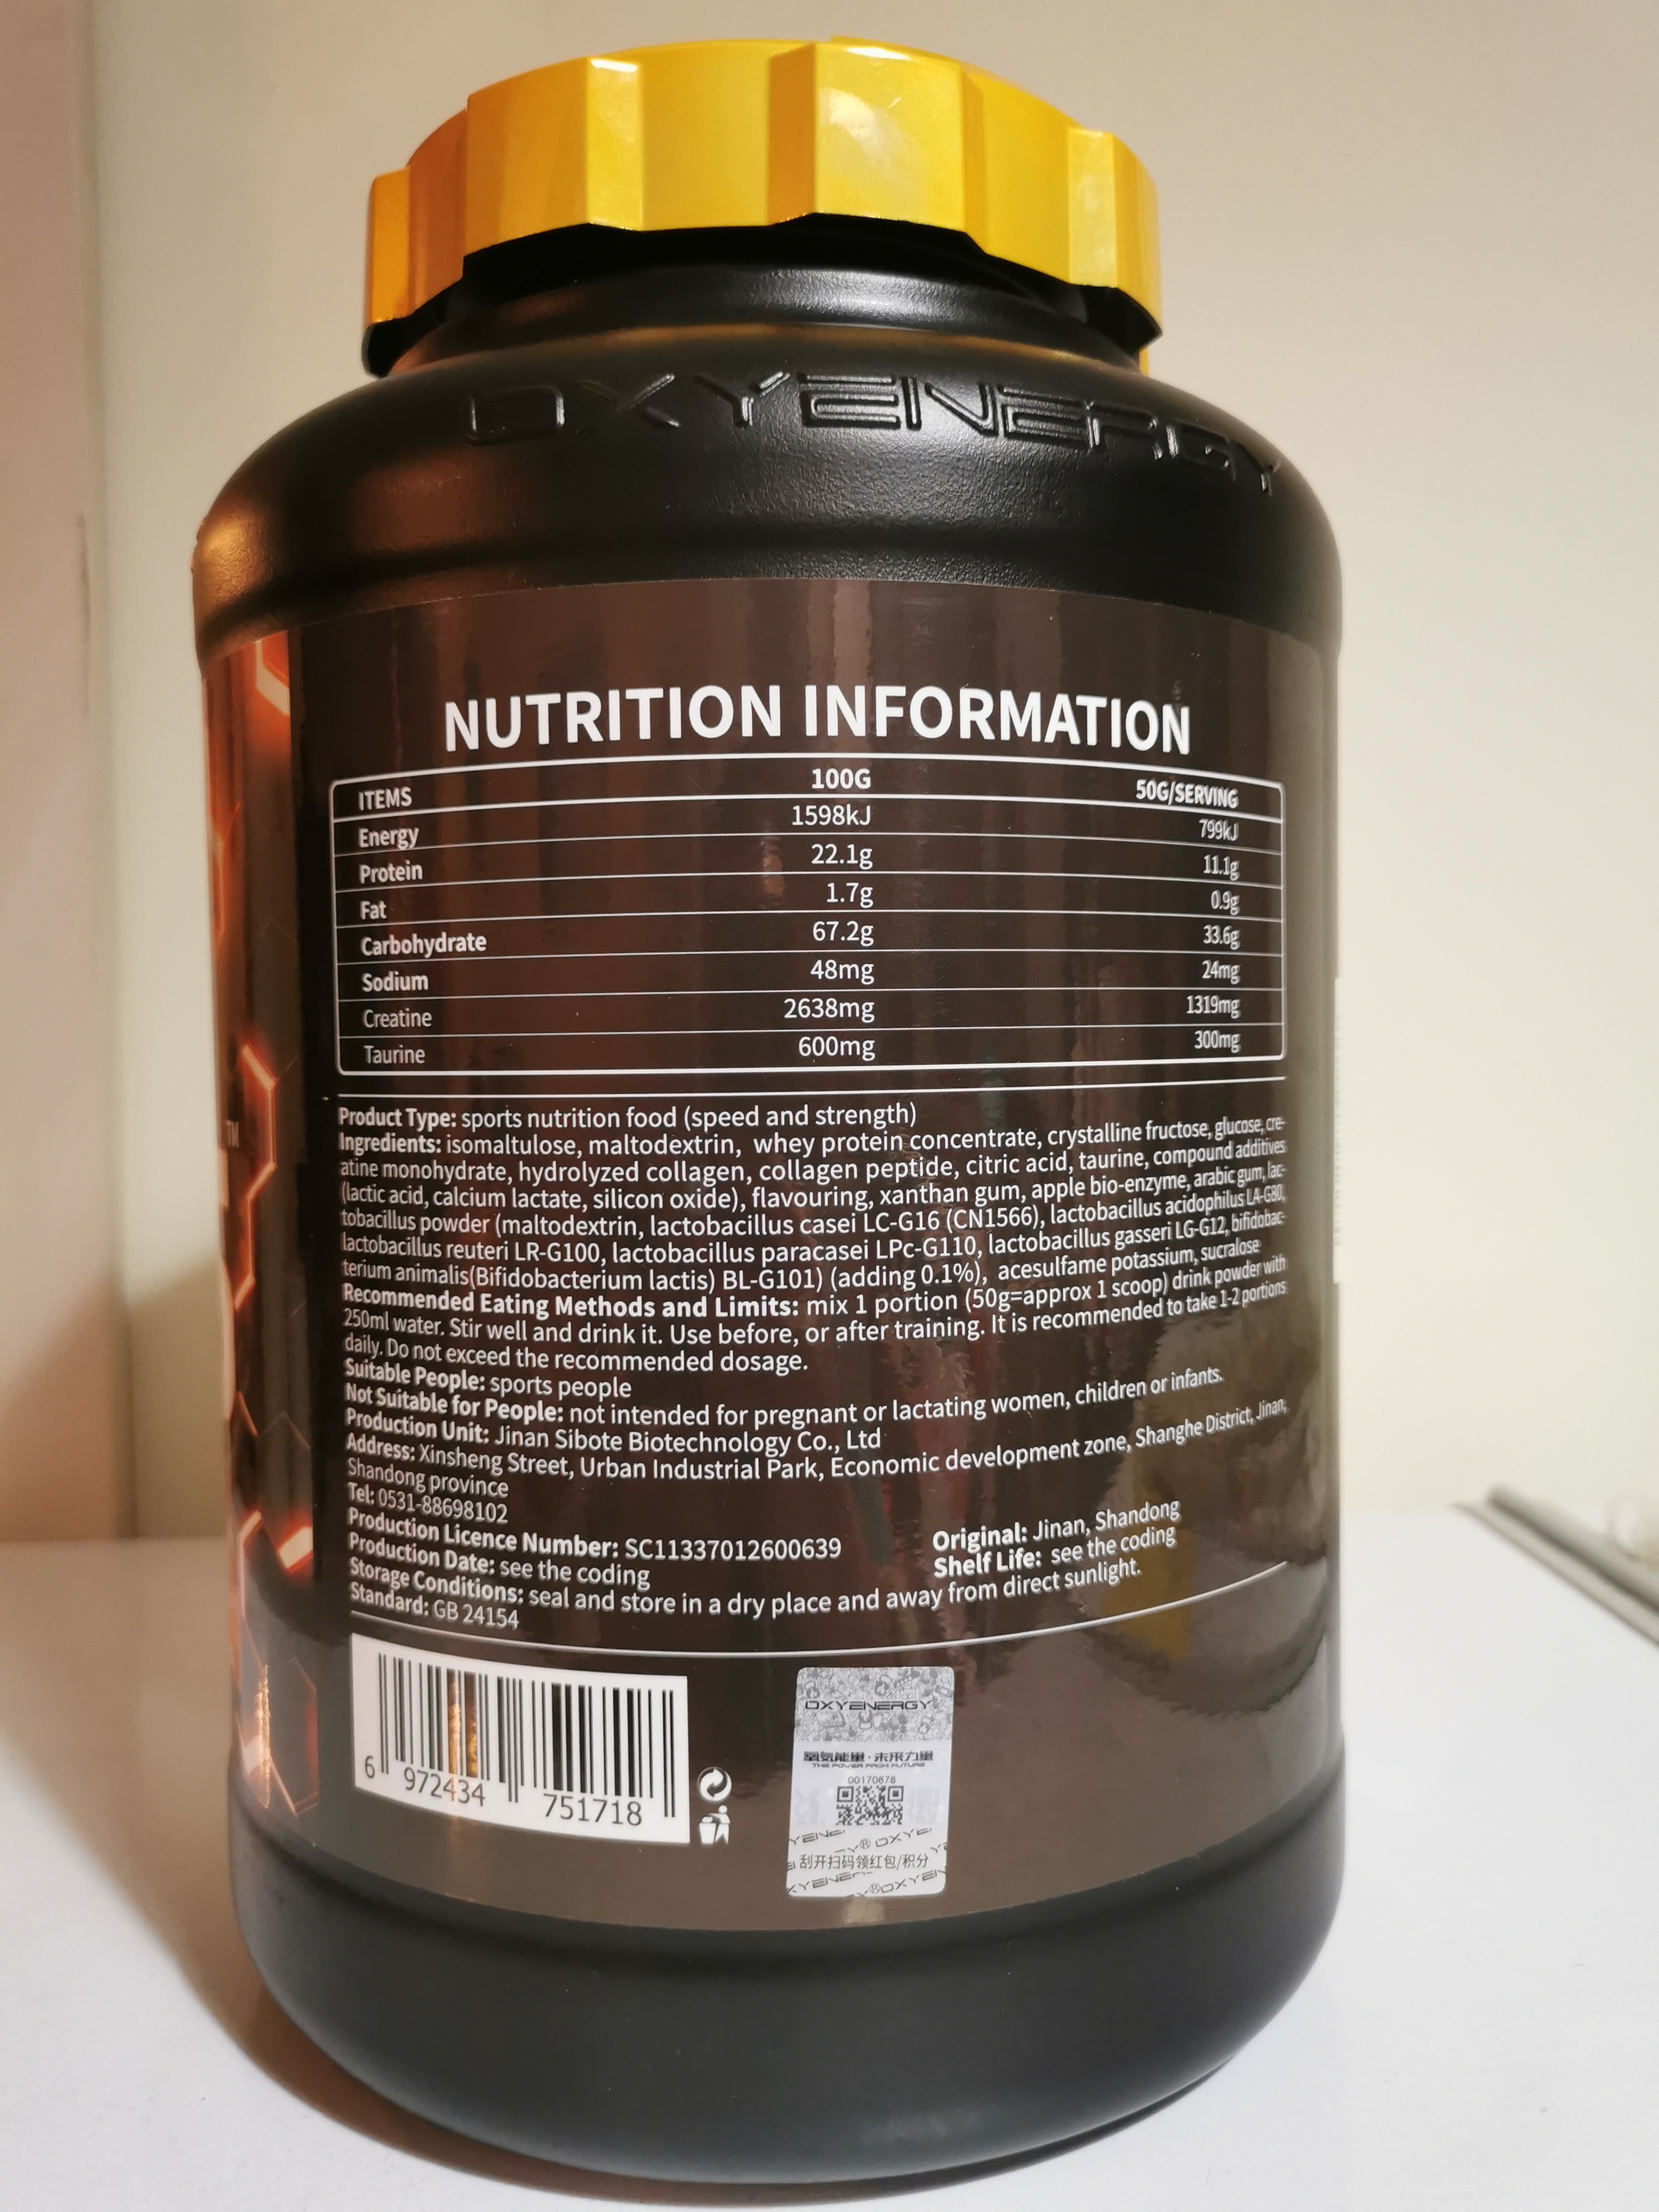 OXYENERGY
NUTRITION INFORMATION
ITEMS 100G 50G/SERVING
Energy 1598kJ 799kJ
Protein 22.1g 11.1g
Fat 1.7g 0.9g
Carbohydrate 67.2g 33.6g
Sodium 48mg 24mg
Creatine 2638mg 1319mg
Taurine 600mg 300mg
Product Type: sports nutrition food (speed and strength)
Ingredients: isomaltulose, maltodextrin, whey protein concentrate, crystalline fructose, glucose, cre-
atine monohydrate, hydrolyzed collagen, collagen peptide, citric acid, taurine, compound additives
(lactic acid, calcium lactate, silicon oxide), flavouring, xanthan gum, apple bio-enzyme, arabic gum, lac-
tobacillus powder (maltodextrin, lactobacillus casei LC-G16 (CN1566), lactobacillus acidophilus LA-G80,
lactobacillus reuteri LR-G100, lactobacillus paracasei LPc-G110, lactobacillus gasseri LG-G12, bifidobac-
terium animalis(Bifidobacterium lactis) BL-G101) (adding 0.1%), acesulfame potassium, sucralose
Recommended Eating Methods and Limits: mix 1 portion (50g=approx 1 scoop) drink powder with
250ml water. Stir well and drink it. Use before, or after training. It is recommended to take 1-2 portions
daily. Do not exceed the recommended dosage.
Suitable People: sports people
Not Suitable for People: not intended for pregnant or lactating women, children or infants.
Production Unit: Jinan Sibote Biotechnology Co., Ltd
Address: Xinsheng Street, Urban Industrial Park, Economic development zone, Shanghe District, Jinan,
Shandong province
Tel: 0531-88698102
Production Licence Number: SC11337012600639 Original: Jinan, Shandong
Production Date: see the coding Shelf Life: see the coding
Storage Conditions: seal and store in a dry place and away from direct sunlight.
Standard: GB 24154
6 972434 751718
OXYENERGY
氧氪能量·未来力量
THE POWER FROM FUTURE
00170678
刮开扫码领红包/积分
TM